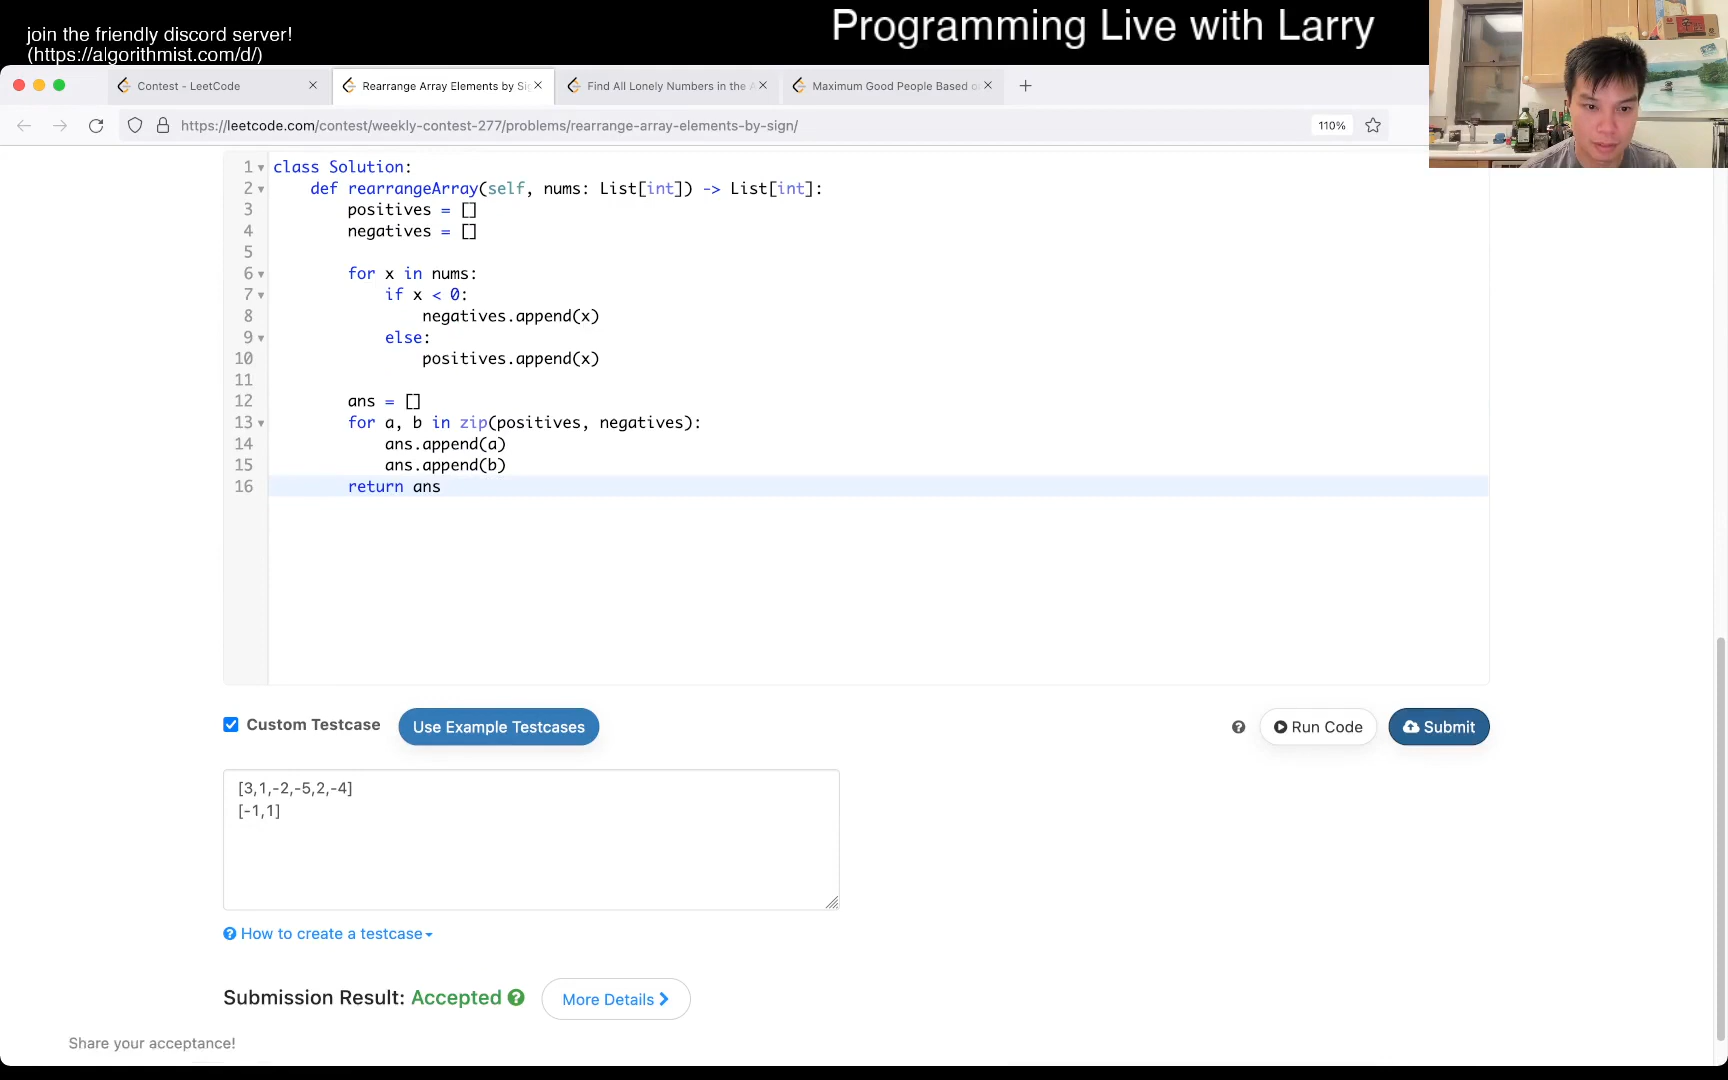 join the friendly discord server!
(https://algorithmist.com/d/)
Programming Live with Larry
Contest - LeetCode
Rearrange Array Elements by Si
Find All Lonely Numbers in the A
Maximum Good People Based o
https://leetcode.com/contest/weekly-contest-277/problems/rearrange-array-elements-by-sign/
110%
1 class Solution:
2 def rearrangeArray(self, nums: List[int]) -> List[int]:
3 positives = []
4 negatives = []
5
6 for x in nums:
7 if x < 0:
8 negatives.append(x)
9 else:
10 positives.append(x)
11
12 ans = []
13 for a, b in zip(positives, negatives):
14 ans.append(a)
15 ans.append(b)
16 return ans
Custom Testcase
Use Example Testcases
Run Code
Submit
[3,1,-2,-5,2,-4]
[-1,1]
How to create a testcase
Submission Result: Accepted
More Details
Share your acceptance!